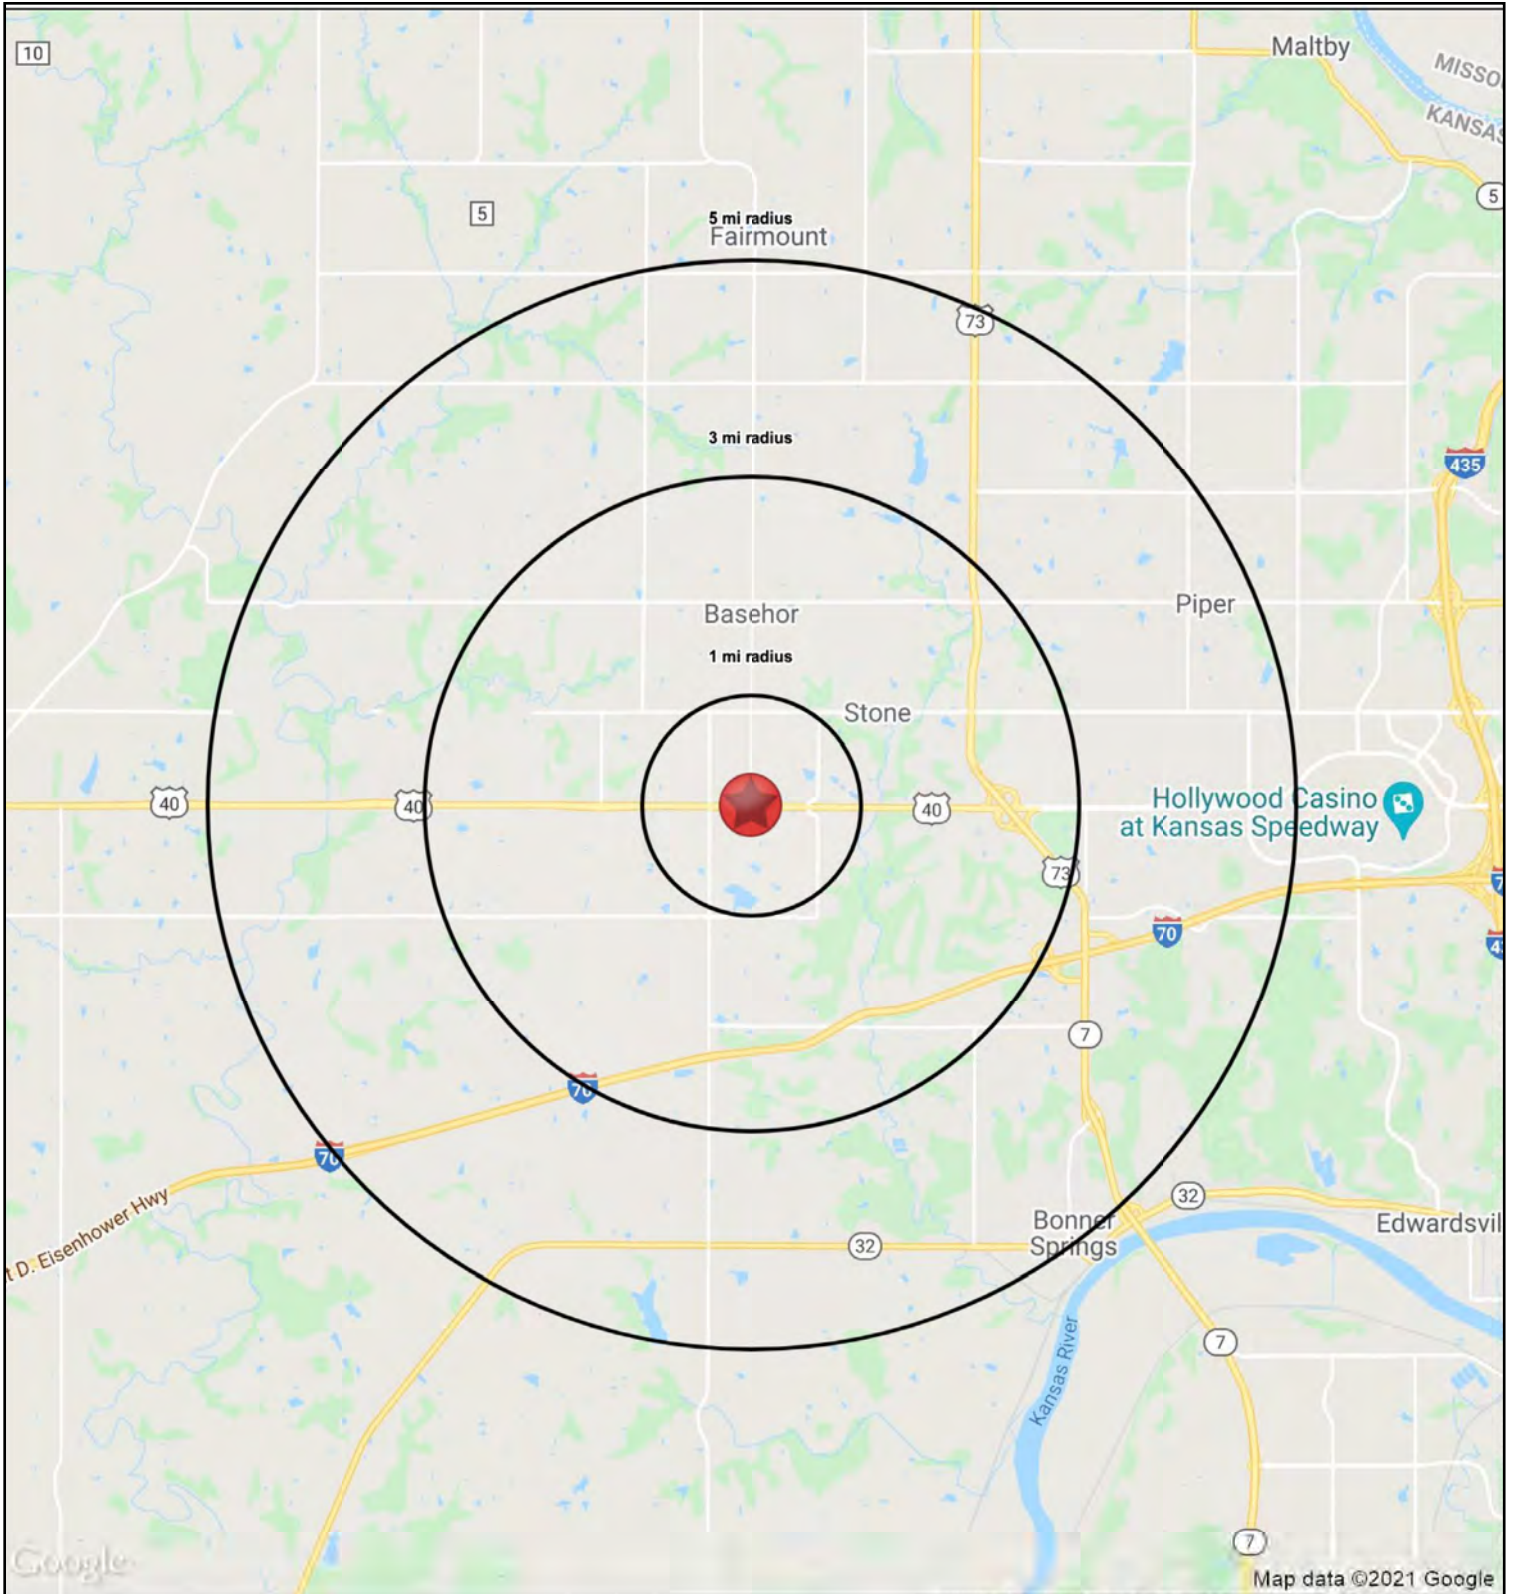 10
Maltby
MISSO
KANSAS
5
5
5 mi radius
Fairmount
73
3 mi radius
435
Piper
Basehor
1 mi radius
Stone
40
40
40
Hollywood Casino
at Kansas Speedway
73
70
70
7
70
t D. Eisenhower Hwy
32
32
Bonner
Springs
Edwardsvil
Kansas River
7
7
Google
Map data ©2021 Google